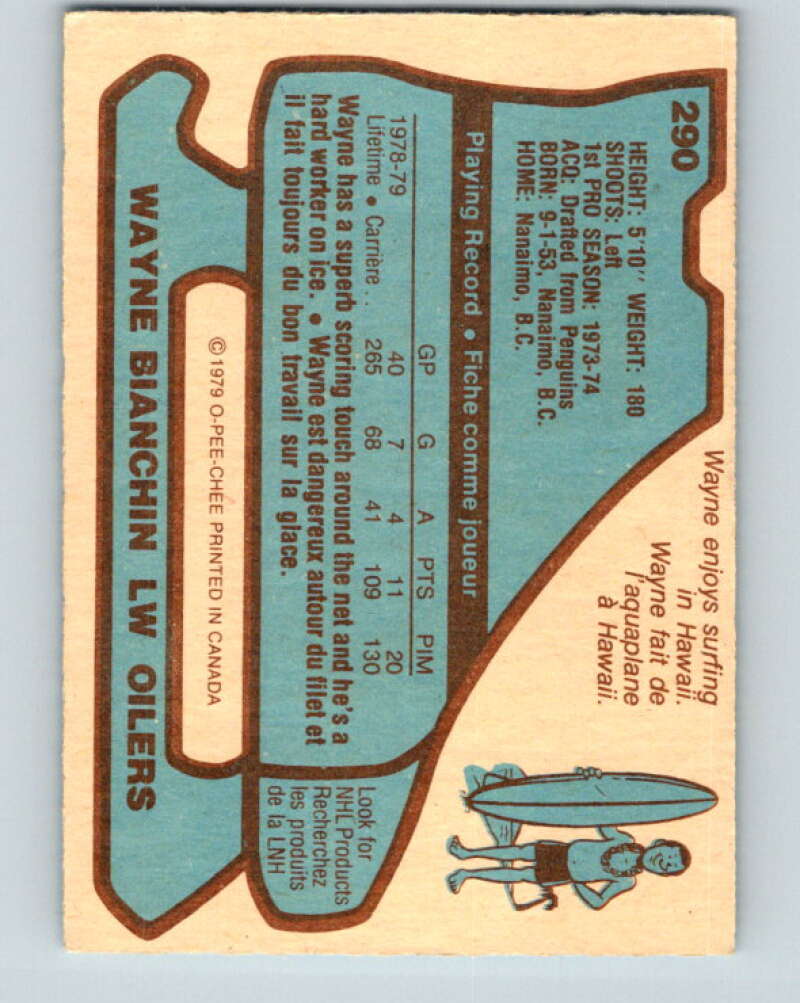 290
HEIGHT: 5'10" WEIGHT: 180
SHOOTS: Left
1st PRO SEASON: 1973-74
ACQ: Drafted from Penguins
BORN: 9-1-53, Nanaimo, B.C.
HOME: Nanaimo, B.C.
Wayne enjoys surfing
in Hawaii.
Wayne fait de
l'aquaplane
à Hawaii.
Playing Record • Fiche comme joueur
GP G A PTS PIM
1978-79 40 7 4 11 20
Lifetime • Carrière . . 265 68 41 109 130
Wayne has a superb scoring touch around the net and he's a
hard worker on ice. • Wayne est dangereux autour du filet et
il fait toujours du bon travail sur la glace.
Look for
NHL Products
Recherchez
les produits
de la LNH
© 1979 O-PEE-CHEE PRINTED IN CANADA
WAYNE BIANCHIN LW OILERS